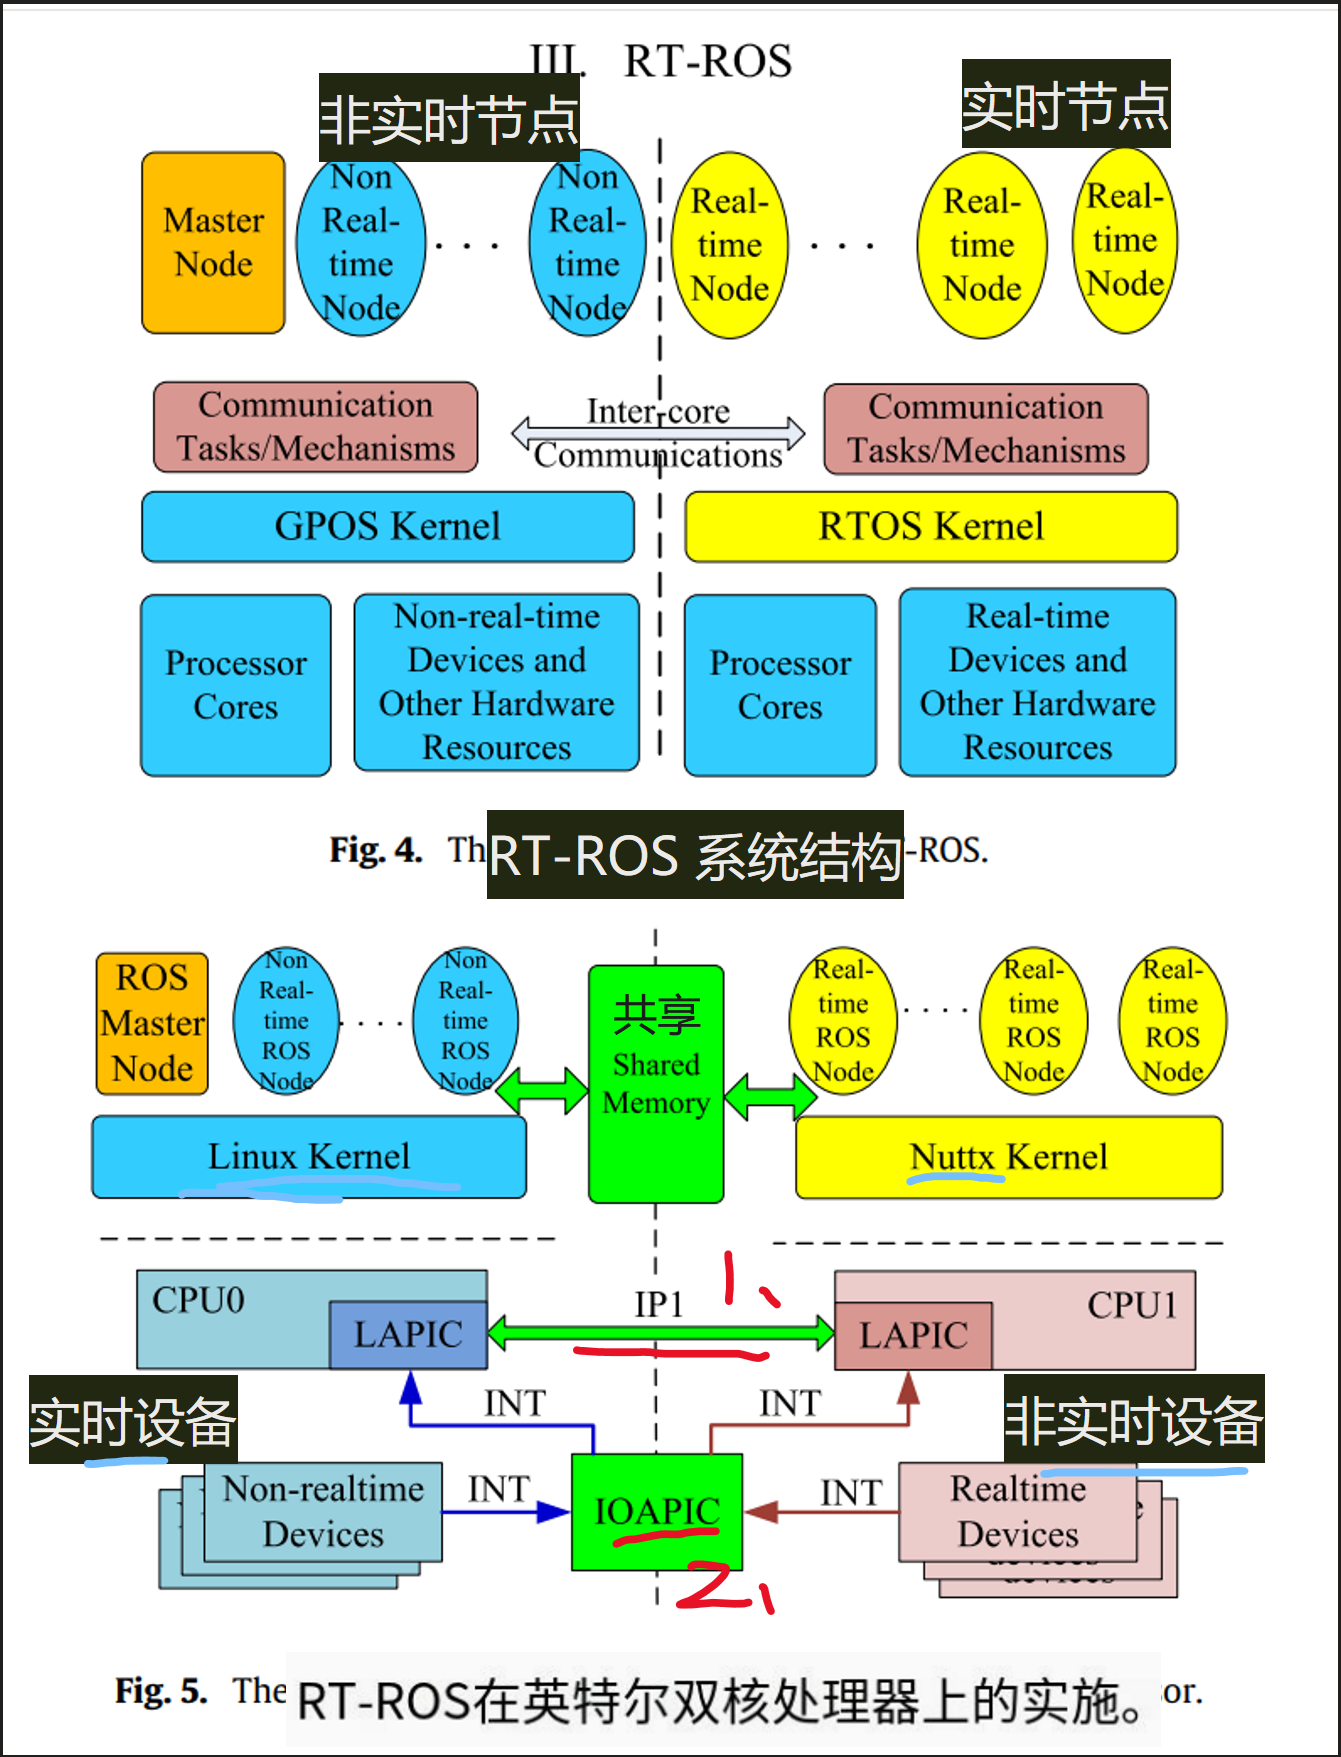 III. RT-ROS
非实时节点
实时节点
Master
Node
Non
Real-
time
Node
. . .
Non
Real-
time
Node
Real-
time
Node
. . .
Real-
time
Node
Real-
time
Node
Communication
Tasks/Mechanisms
Inter-core
Communications
Communication
Tasks/Mechanisms
GPOS Kernel
RTOS Kernel
Processor
Cores
Non-real-time
Devices and
Other Hardware
Resources
Processor
Cores
Real-time
Devices and
Other Hardware
Resources
Fig. 4. Th RT-ROS 系统结构 -ROS.
ROS
Master
Node
Non
Real-
time
ROS
Node
. . . .
Non
Real-
time
ROS
Node
共享
Shared
Memory
Real-
time
ROS
Node
. . . .
Real-
time
ROS
Node
Real-
time
ROS
Node
Linux Kernel
Nuttx Kernel
1、
CPU0
LAPIC
IP1
LAPIC
CPU1
INT
INT
实时设备
非实时设备
Non-realtime
Devices
INT
IOAPIC
INT
Realtime
Devices
e
devices
devices
2、
Fig. 5. The RT-ROS在英特尔双核处理器上的实施。 or.